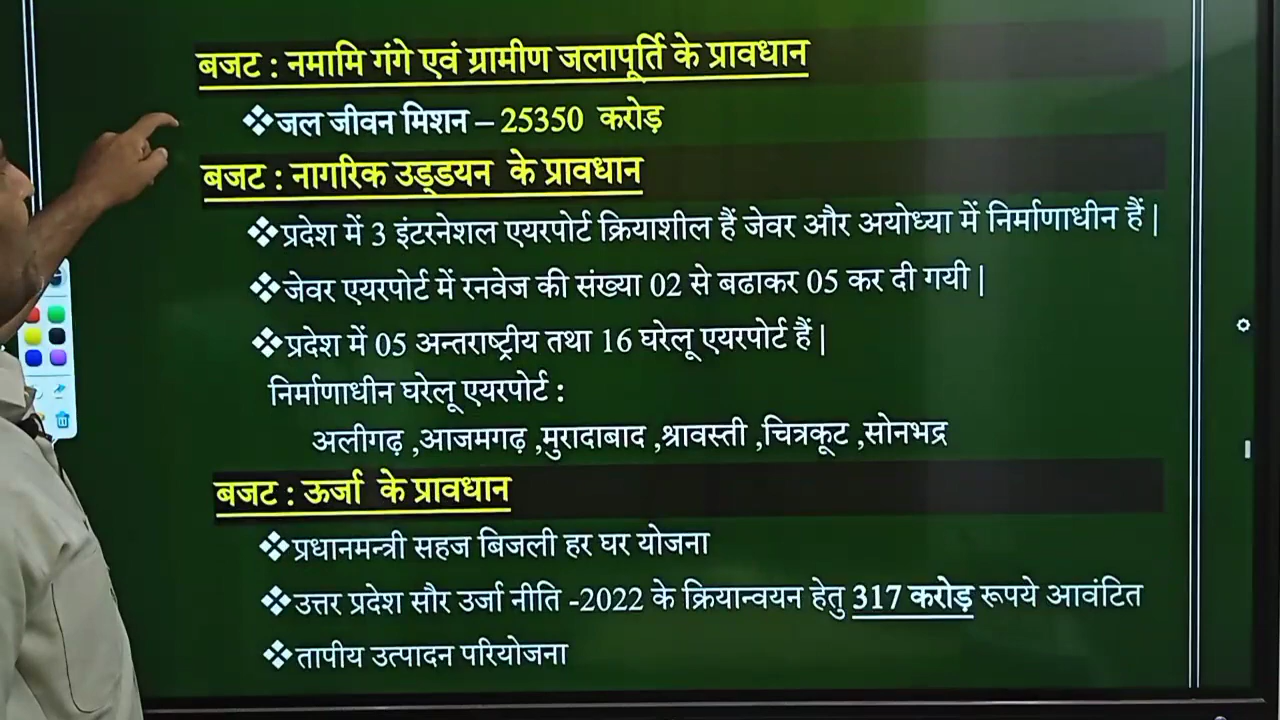 बजट : नमामि गंगे एवं ग्रामीण जलापूर्ति के प्रावधान
❖जल जीवन मिशन – 25350 करोड़
बजट : नागरिक उड्डयन के प्रावधान
❖प्रदेश में 3 इंटरनेशल एयरपोर्ट क्रियाशील हैं जेवर और अयोध्या में निर्माणाधीन हैं |
❖जेवर एयरपोर्ट में रनवेज की संख्या 02 से बढाकर 05 कर दी गयी |
❖प्रदेश में 05 अन्तराष्ट्रीय तथा 16 घरेलू एयरपोर्ट हैं |
निर्माणाधीन घरेलू एयरपोर्ट :
अलीगढ़ ,आजमगढ़ ,मुरादाबाद ,श्रावस्ती ,चित्रकूट ,सोनभद्र
बजट : ऊर्जा के प्रावधान
❖प्रधानमन्त्री सहज बिजली हर घर योजना
❖उत्तर प्रदेश सौर उर्जा नीति -2022 के क्रियान्वयन हेतु 317 करोड़ रूपये आवंटित
❖तापीय उत्पादन परियोजना